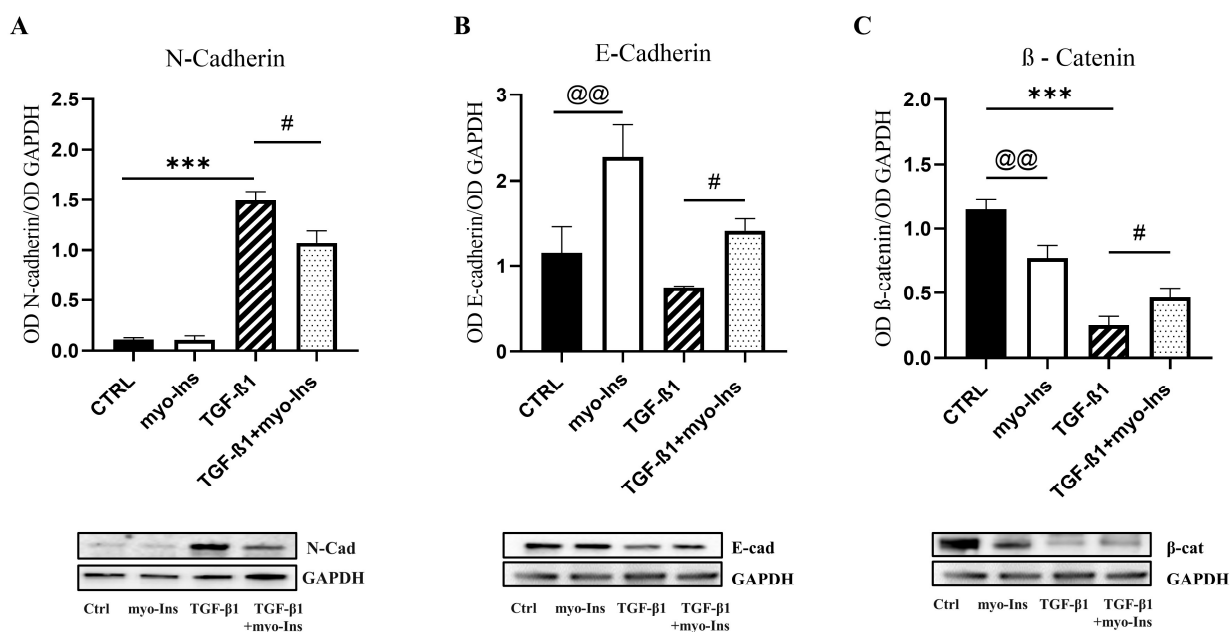 A
N-Cadherin
OD N-cadherin/OD GAPDH
2.5
2.0
1.5
1.0
0.5
0.0
***
#
CTRL
myo-Ins
TGF-ß1
TGF-ß1+myo-Ins
N-Cad
GAPDH
Ctrl myo-Ins TGF-β1 TGF-β1
+myo-Ins
B
E-Cadherin
OD E-cadherin/OD GAPDH
3
2
1
0
@@
#
CTRL
myo-Ins
TGF-ß1
TGF-ß1+myo-Ins
E-cad
GAPDH
Ctrl myo-Ins TGF-β1 TGF-β1
+myo-Ins
C
ß - Catenin
OD ß-catenin/OD GAPDH
2.0
1.5
1.0
0.5
0.0
***
@@
#
CTRL
myo-Ins
TGF-ß1
TGF-ß1+myo-Ins
β-cat
GAPDH
Ctrl myo-Ins TGF-β1 TGF-β1
+myo-Ins